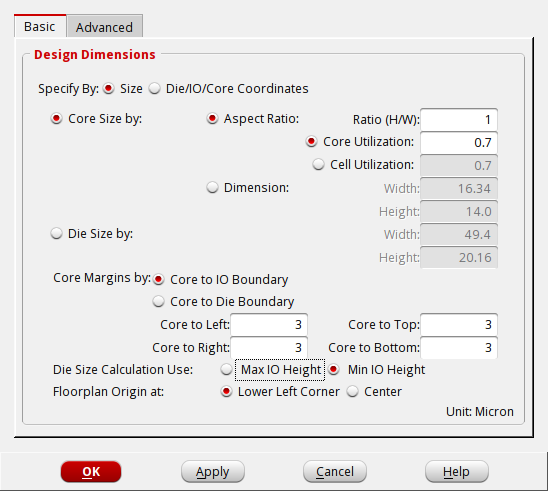 Basic Advanced
Design Dimensions
Specify By: Size Die/IO/Core Coordinates
Core Size by: Aspect Ratio: Ratio (H/W): 1
Core Utilization: 0.7
Cell Utilization: 0.7
Dimension: Width: 16.34
Height: 14.0
Die Size by: Width: 49.4
Height: 20.16
Core Margins by: Core to IO Boundary
Core to Die Boundary
Core to Left: 3 Core to Top: 3
Core to Right: 3 Core to Bottom: 3
Die Size Calculation Use: Max IO Height Min IO Height
Floorplan Origin at: Lower Left Corner Center
Unit: Micron
OK Apply Cancel Help